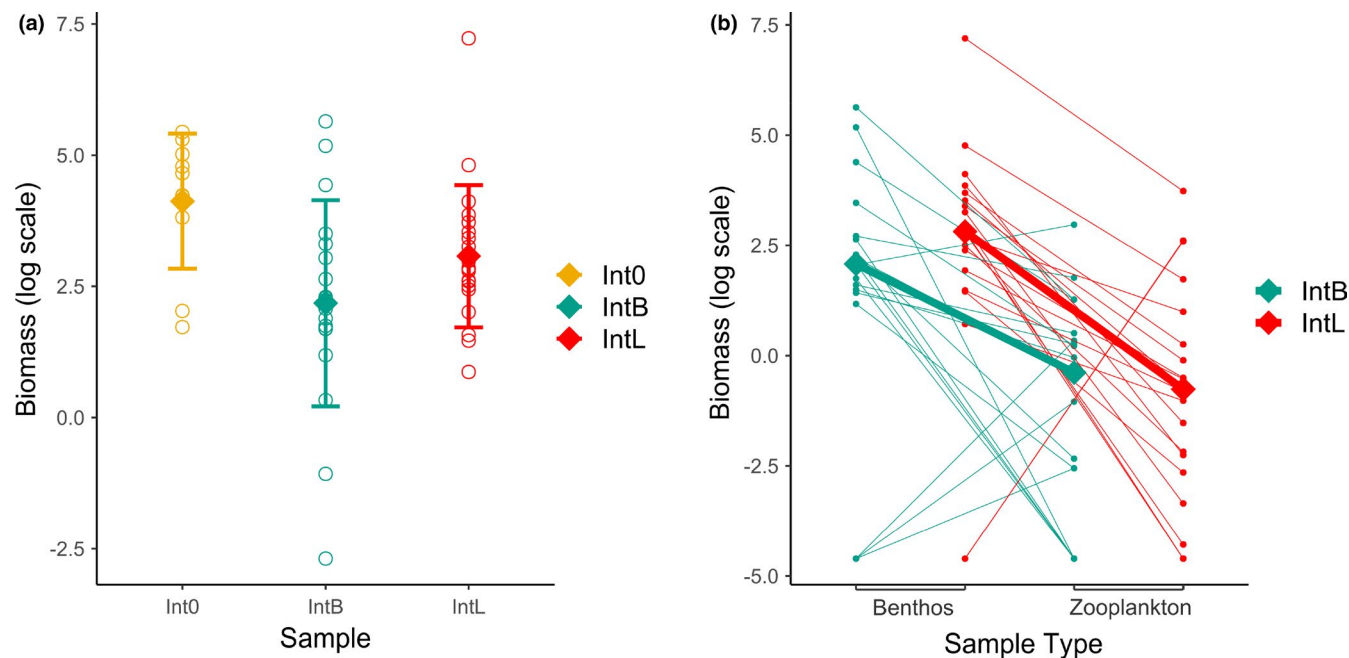 (a)
Biomass (log scale)
7.5
5.0
2.5
0.0
-2.5
Int0
IntB
IntL
Sample
Int0
IntB
IntL
(b)
Biomass (log scale)
7.5
5.0
2.5
0.0
-2.5
-5.0
Benthos
Zooplankton
Sample Type
IntB
IntL